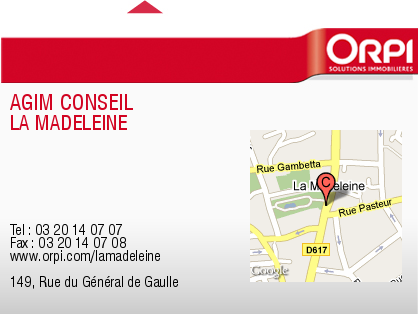 ORPI
SOLUTIONS IMMOBILIÈRES
AGIM CONSEIL
LA MADELEINE
Rue Gambetta
C
La Madeleine
Rue Pasteur
D617
Google
Tel : 03 20 14 07 07
Fax : 03 20 14 07 08
www.orpi.com/lamadeleine
149, Rue du Général de Gaulle